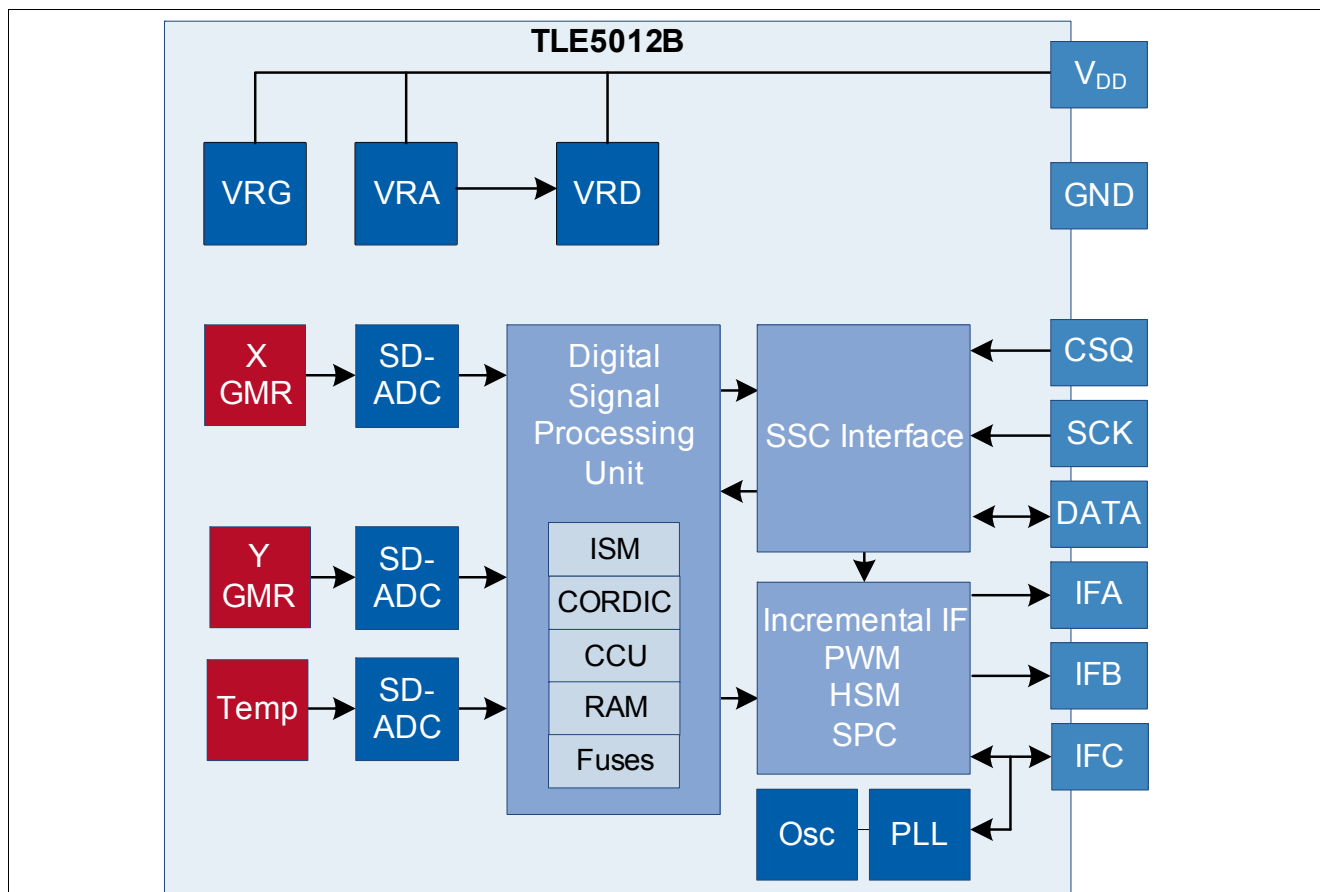 TLE5012B
VDD
VRG
VRA
VRD
GND
X
GMR
SD-
ADC
Digital
Signal
Processing
Unit
SSC Interface
CSQ
SCK
DATA
Y
GMR
SD-
ADC
ISM
CORDIC
CCU
RAM
Fuses
Incremental IF
PWM
HSM
SPC
IFA
IFB
IFC
Temp
SD-
ADC
Osc
PLL